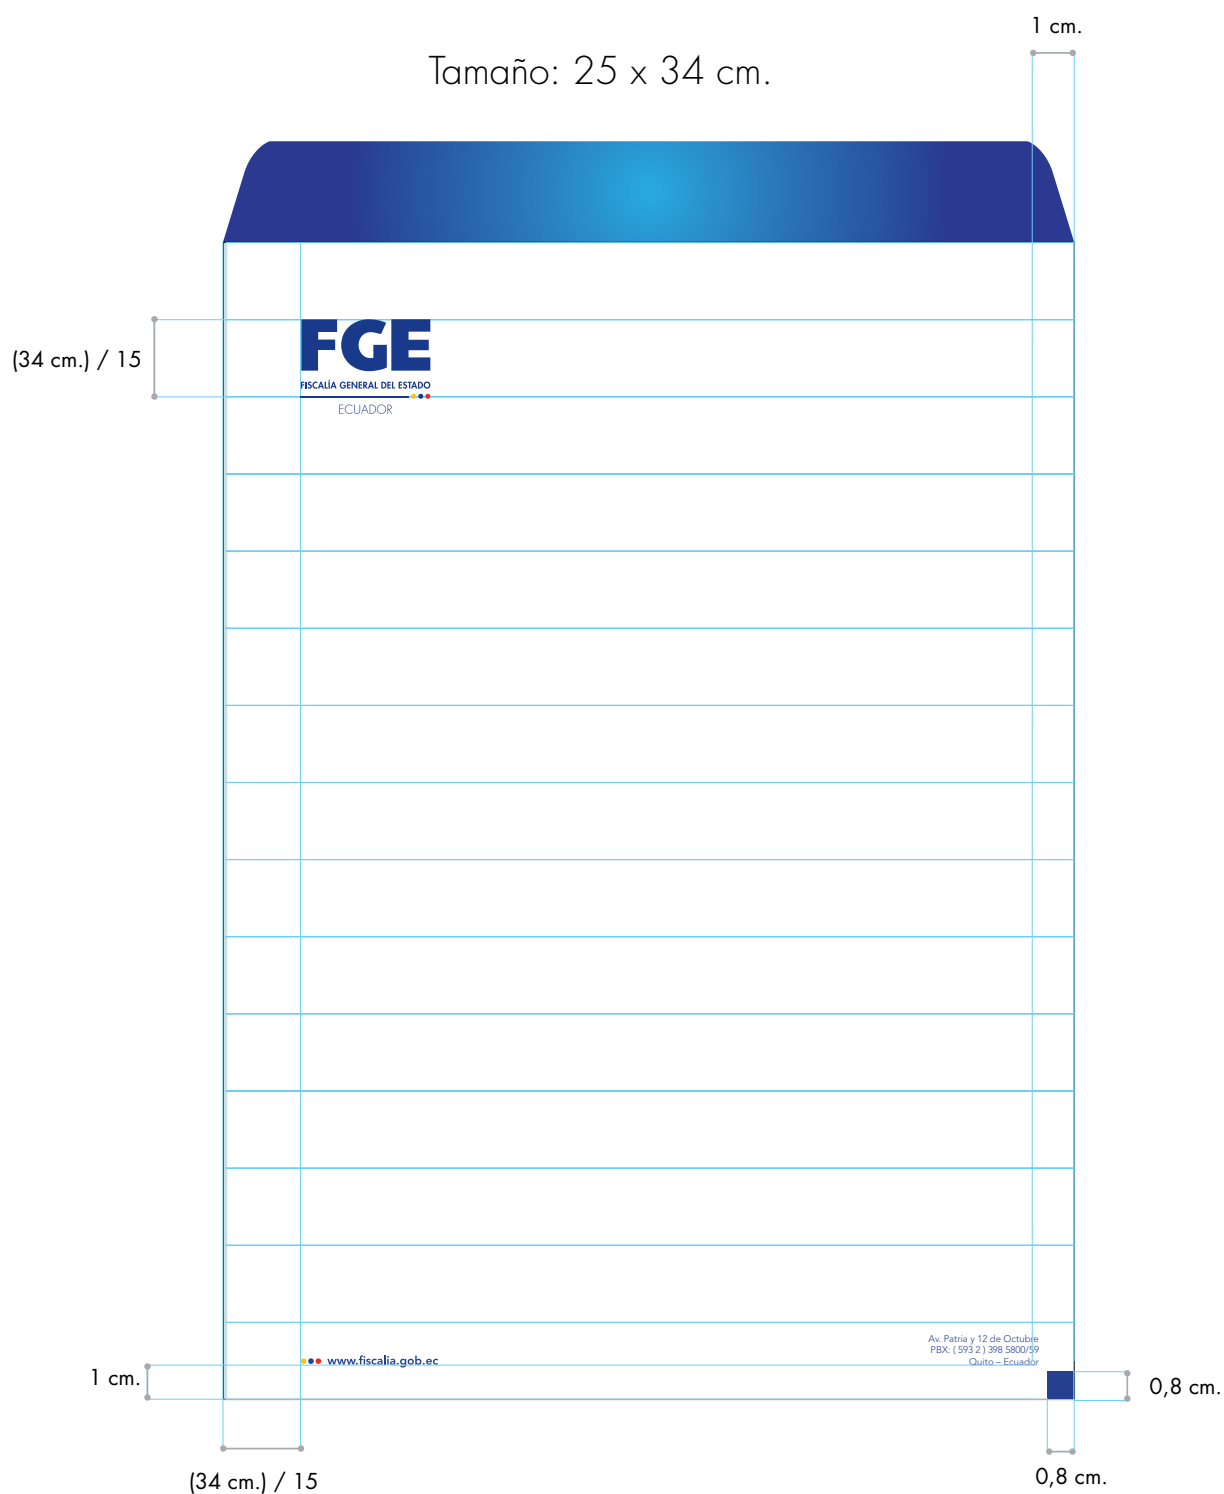 1 cm.
Tamaño: 25 x 34 cm.
(34 cm.) / 15
FGE
FISCALÍA GENERAL DEL ESTADO
ECUADOR
Av. Patria y 12 de Octubre
PBX: ( 593 2 ) 398 5800/59
Quito – Ecuador
www.fiscalia.gob.ec
1 cm.
0,8 cm.
(34 cm.) / 15
0,8 cm.